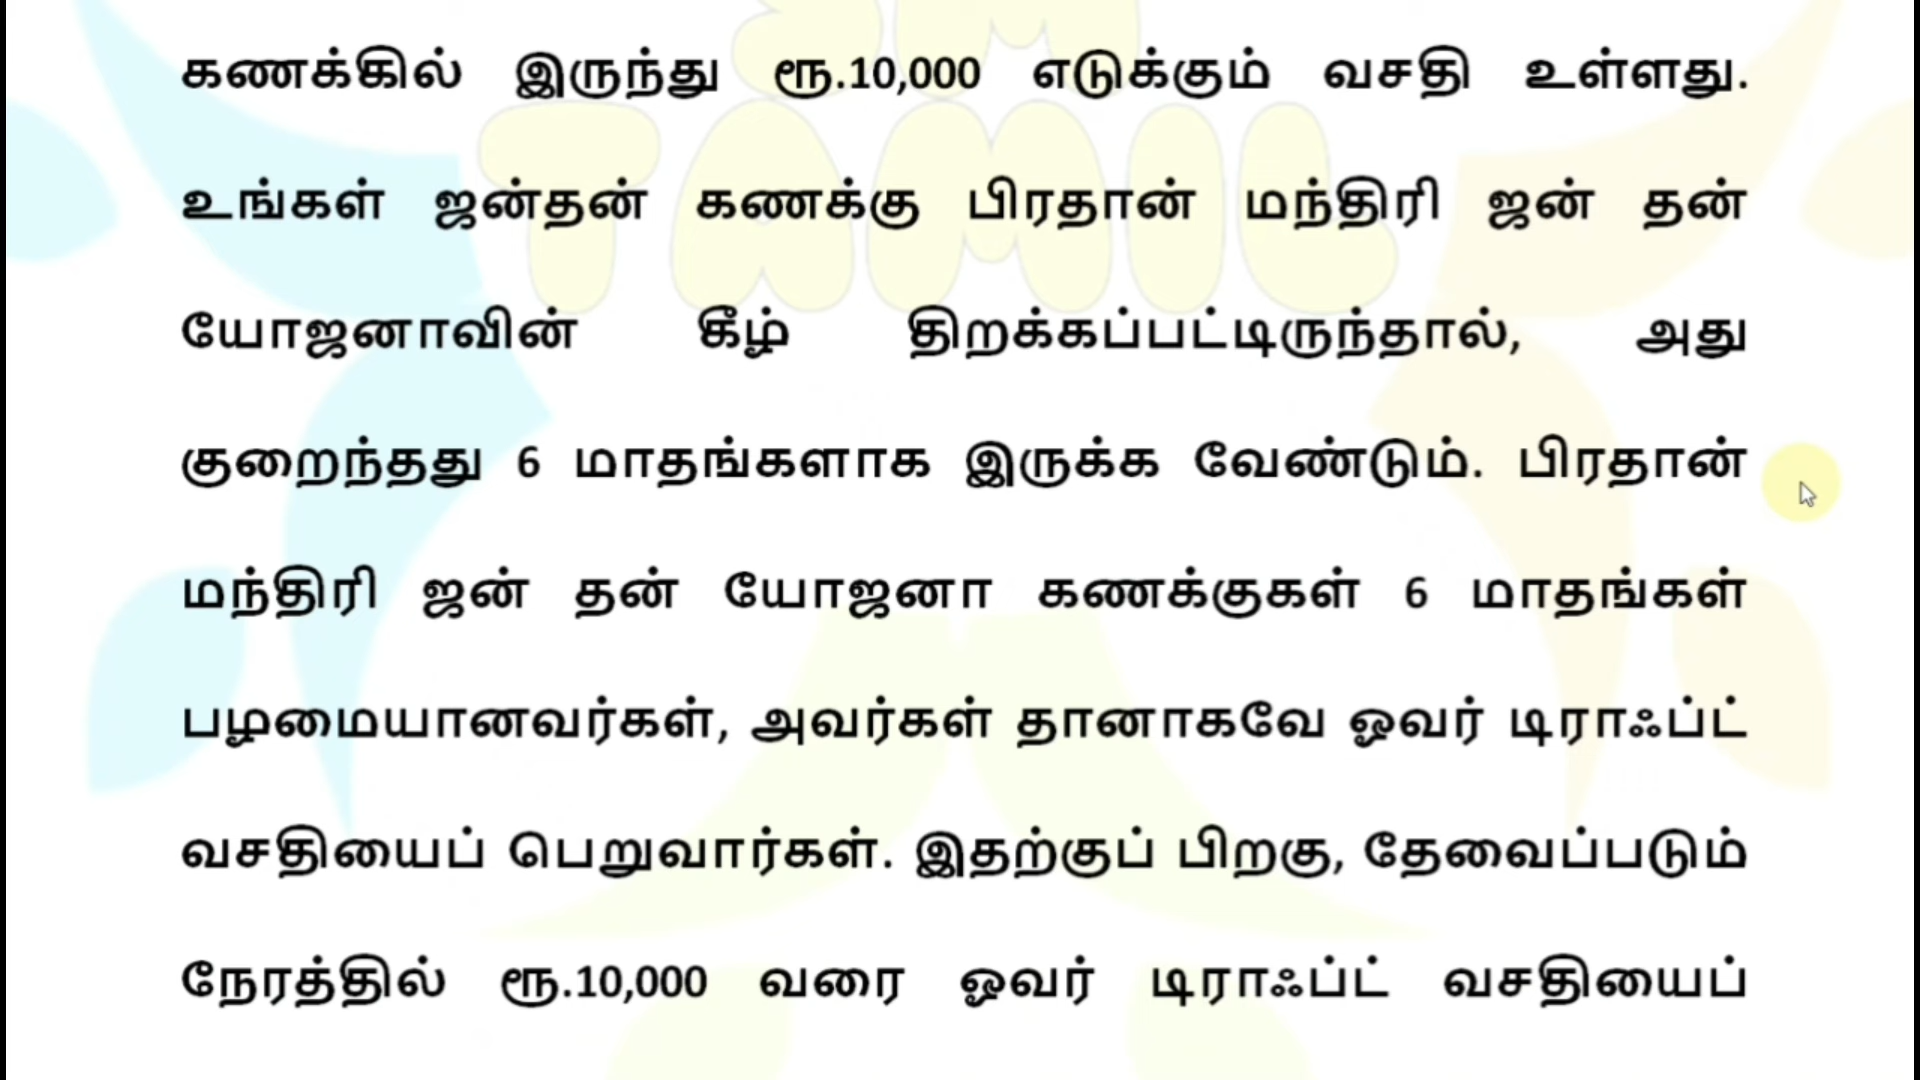 கணக்கில் இருந்து ரூ.10,000 எடுக்கும் வசதி உள்ளது.
உங்கள் ஜன்தன் கணக்கு பிரதான் மந்திரி ஜன் தன்
யோஜனாவின் கீழ் திறக்கப்பட்டிருந்தால், அது
குறைந்தது 6 மாதங்களாக இருக்க வேண்டும். பிரதான்
மந்திரி ஜன் தன் யோஜனா கணக்குகள் 6 மாதங்கள்
பழமையானவர்கள், அவர்கள் தானாகவே ஓவர் டிராஃப்ட்
வசதியைப் பெறுவார்கள். இதற்குப் பிறகு, தேவைப்படும்
நேரத்தில் ரூ.10,000 வரை ஓவர் டிராஃப்ட் வசதியைப்
TAMIL